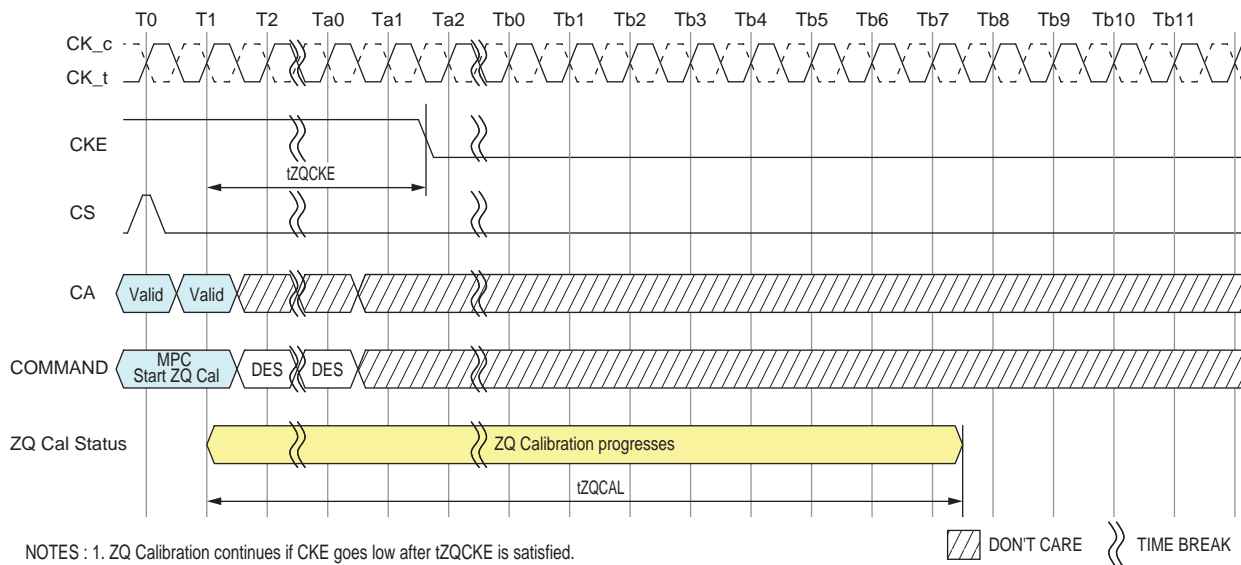 T0 T1 T2 Ta0 Ta1 Ta2 Tb0 Tb1 Tb2 Tb3 Tb4 Tb5 Tb6 Tb7 Tb8 Tb9 Tb10 Tb11
CK_c
CK_t
CKE
tZQCKE
CS
CA Valid Valid
COMMAND MPC
Start ZQ Cal DES DES
ZQ Cal Status ZQ Calibration progresses
tZQCAL
NOTES : 1. ZQ Calibration continues if CKE goes low after tZQCKE is satisfied.
DON'T CARE TIME BREAK